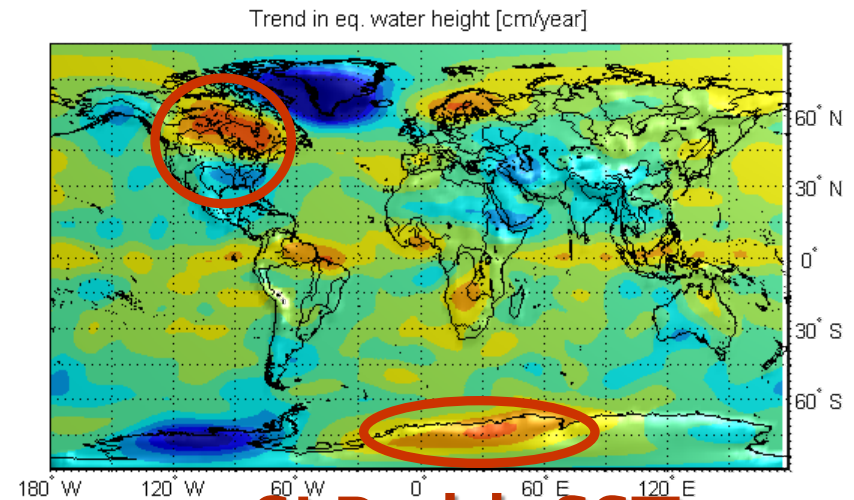 Trend in eq. water height [cm/year]
60° N
30° N
0°
30° S
60° S
180° W 120° W 60° W 0° 60° E 120° E